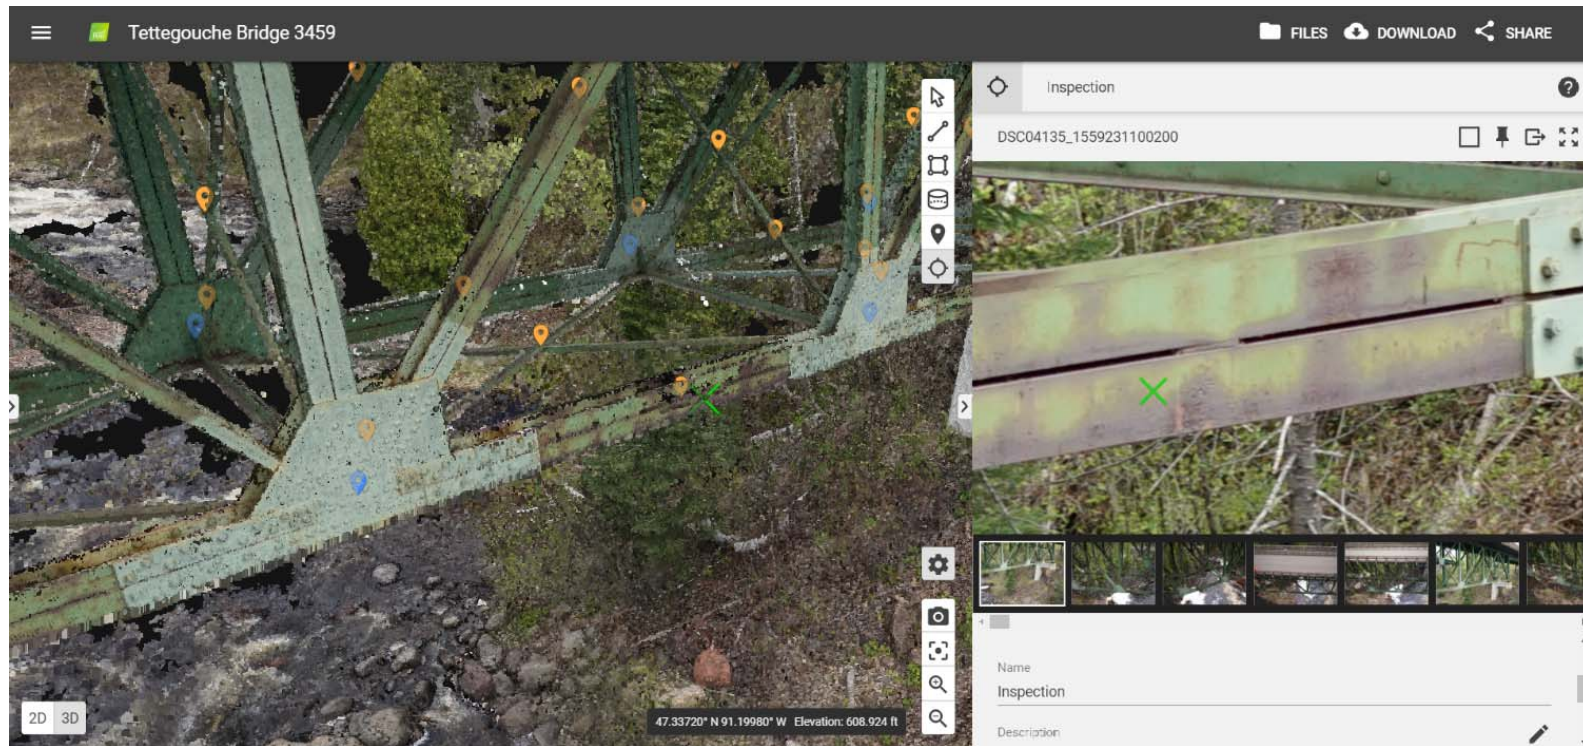 Tettegouche Bridge 3459
FILES DOWNLOAD SHARE
Inspection
DSC04135_1559231100200
2D 3D
47.33720° N 91.19980° W Elevation: 608.924 ft
Name
Inspection
Description